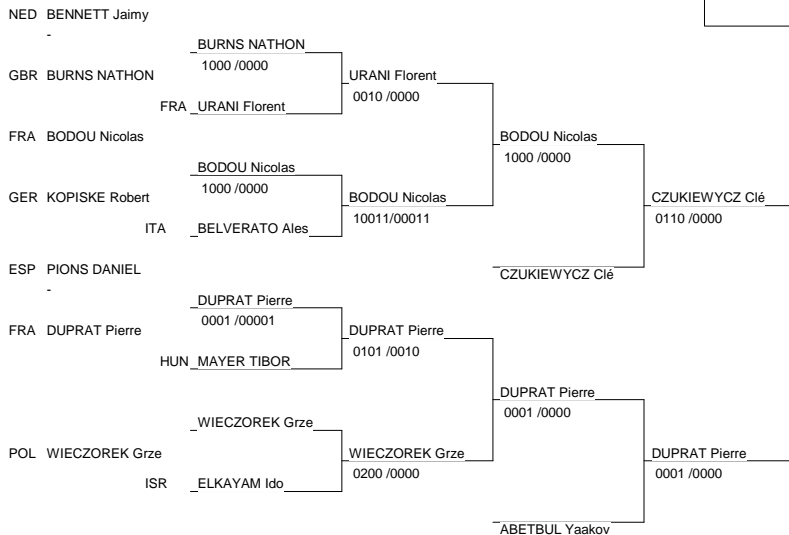 NED BENNETT Jaimy
-
BURNS NATHON
1000 /0000
GBR BURNS NATHON
URANI Florent
0010 /0000
FRA URANI Florent
FRA BODOU Nicolas
BODOU Nicolas
1000 /0000
BODOU Nicolas
1000 /0000
GER KOPISKE Robert
BODOU Nicolas
10011/00011
CZUKIEWYCZ Clé
0110 /0000
ITA BELVERATO Ales
ESP PIONS DANIEL
-
CZUKIEWYCZ Clé
DUPRAT Pierre
0001 /00001
FRA DUPRAT Pierre
DUPRAT Pierre
0101 /0010
HUN MAYER TIBOR
DUPRAT Pierre
0001 /0000
WIECZOREK Grze
POL WIECZOREK Grze
WIECZOREK Grze
0200 /0000
DUPRAT Pierre
0001 /0000
ISR ELKAYAM Ido
ABETBUL Yaakov